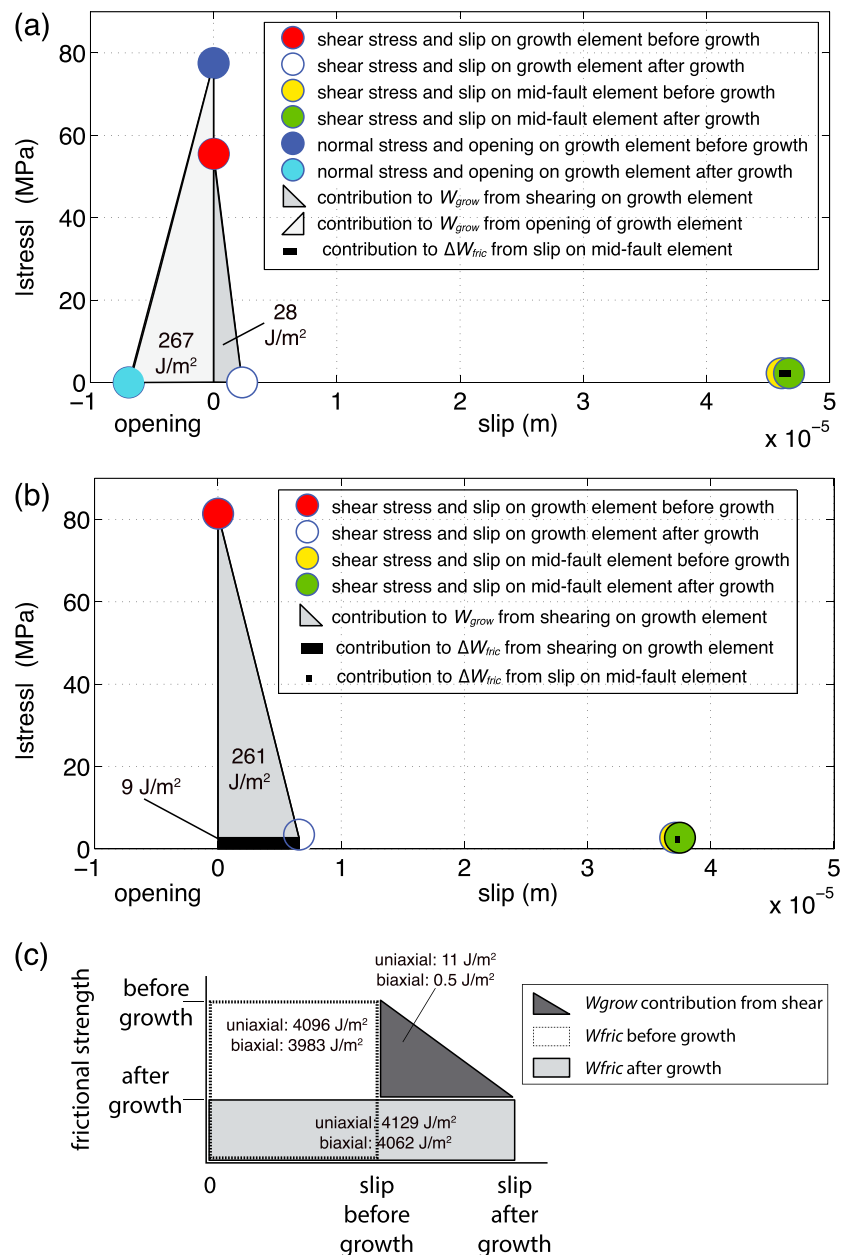 (a)
|stress| (MPa)
80
60
40
20
0
shear stress and slip on growth element before growth
shear stress and slip on growth element after growth
shear stress and slip on mid-fault element before growth
shear stress and slip on mid-fault element after growth
normal stress and opening on growth element before growth
normal stress and opening on growth element after growth
contribution to Wgrow from shearing on growth element
contribution to Wgrow from opening of growth element
contribution to ΔWfric from slip on mid-fault element
267
J/m²
28
J/m²
−1 0 1 2 3 4 5
opening slip (m) x 10⁻⁵
(b)
|stress| (MPa)
80
60
40
20
0
shear stress and slip on growth element before growth
shear stress and slip on growth element after growth
shear stress and slip on mid-fault element before growth
shear stress and slip on mid-fault element after growth
contribution to Wgrow from shearing on growth element
contribution to ΔWfric from shearing on growth element
contribution to ΔWfric from slip on mid-fault element
261
J/m²
9 J/m²
−1 0 1 2 3 4 5
opening slip (m) x 10⁻⁵
(c)
frictional strength
before
growth
after
growth
uniaxial: 11 J/m²
biaxial: 0.5 J/m²
uniaxial: 4096 J/m²
biaxial: 3983 J/m²
uniaxial: 4129 J/m²
biaxial: 4062 J/m²
Wgrow contribution from shear
Wfric before growth
Wfric after growth
0 slip slip
before after
growth growth